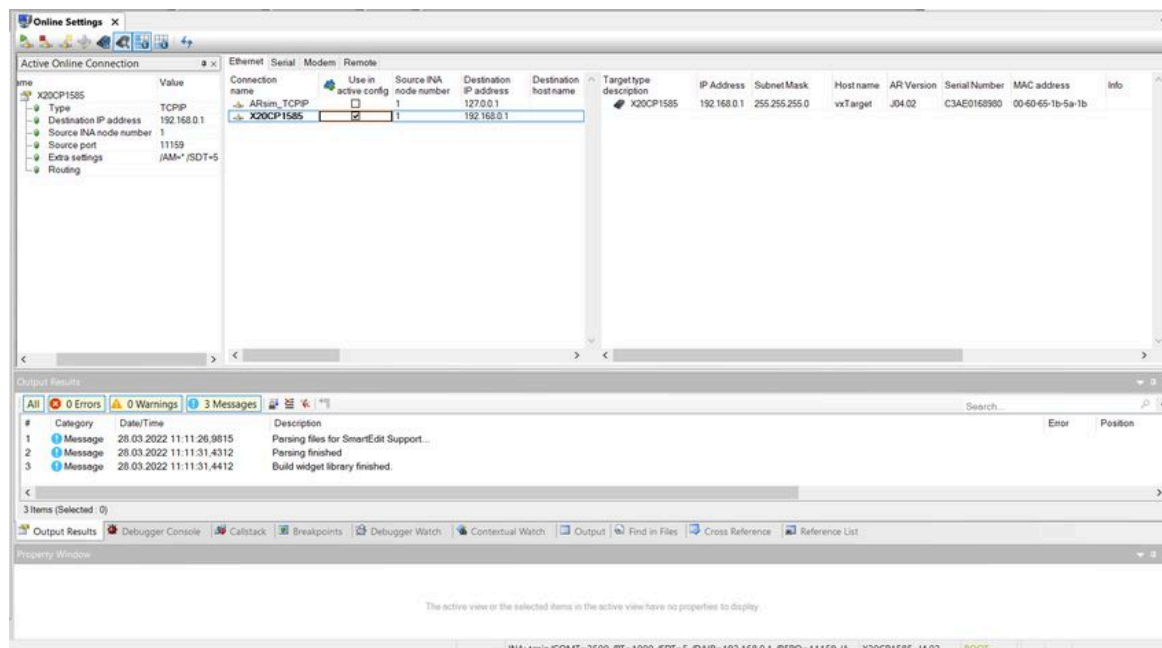 Online Settings X
Active Online Connection
ame Value
X20CP1585
Type TCPIP
Destination IP address 192.168.0.1
Source INA node number 1
Source port 11159
Extra settings /AM=* /SDT=5
Routing
Ethernet Serial Modem Remote
Connection name Use in active config Source INA node number Destination IP address Destination host name
ARsim_TCPIP 1 127.0.0.1
X20CP1585 1 192.168.0.1
Target type description IP Address Subnet Mask Host name AR Version Serial Number MAC address Info
X20CP1585 192.168.0.1 255.255.255.0 vxTarget J04.02 C3AE0168980 00-60-65-1b-5a-1b
Output Results
All 0 Errors 0 Warnings 3 Messages Search...
# Category Date/Time Description Error Position
1 Message 28.03.2022 11:11:26,9815 Parsing files for SmartEdit Support...
2 Message 28.03.2022 11:11:31,4312 Parsing finished
3 Message 28.03.2022 11:11:31,4412 Build widget library finished.
3 Items (Selected : 0)
Output Results Debugger Console Callstack Breakpoints Debugger Watch Contextual Watch Output Find in Files Cross Reference Reference List
Property Window
The active view or the selected items in the active view have no properties to display